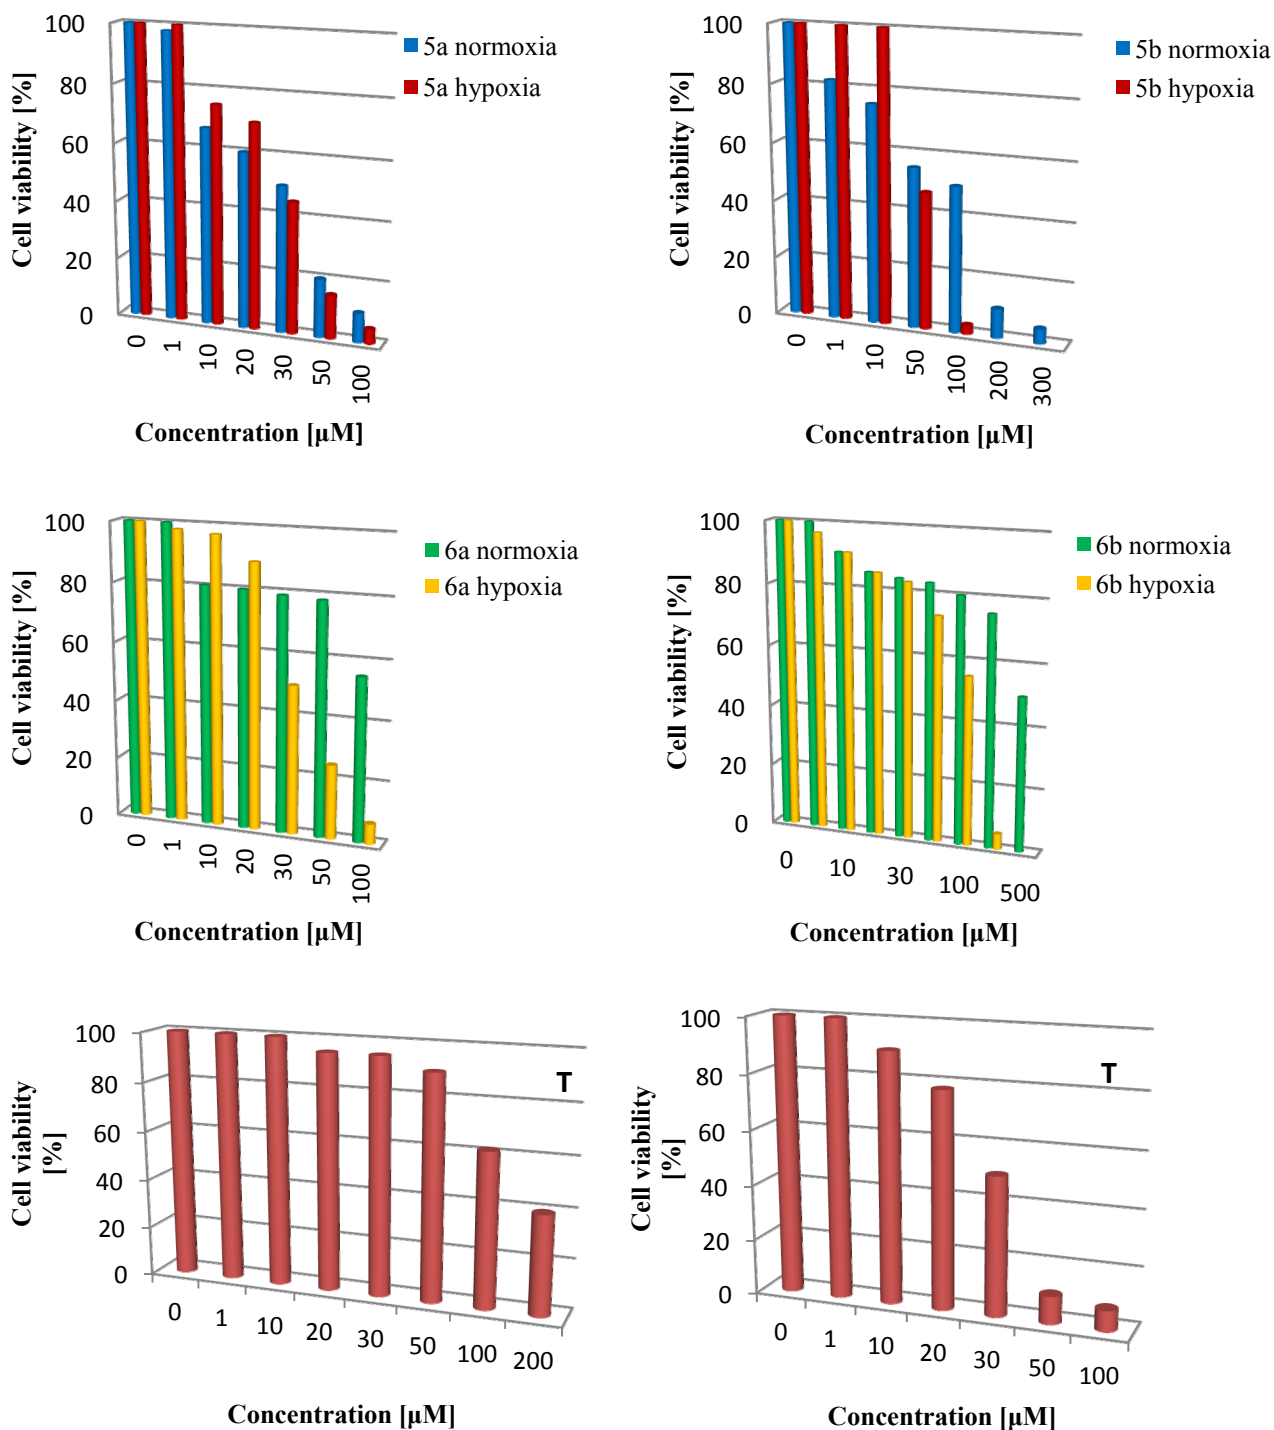 100
80
60
40
20
0
Cell viability [%]
5a normoxia
5a hypoxia
0 1 10 20 30 50 100
Concentration [µM]
100
80
60
40
20
0
Cell viability [%]
5b normoxia
5b hypoxia
0 1 10 50 100 200 300
Concentration [µM]
100
80
60
40
20
0
Cell viability [%]
6a normoxia
6a hypoxia
0 1 10 20 30 50 100
Concentration [µM]
100
80
60
40
20
0
Cell viability [%]
6b normoxia
6b hypoxia
0 10 30 100 500
Concentration [µM]
100
80
60
40
20
0
Cell viability
[%]
T
0 1 10 20 30 50 100 200
Concentration [µM]
100
80
60
40
20
0
Cell viability
[%]
T
0 1 10 20 30 50 100
Concentration [µM]